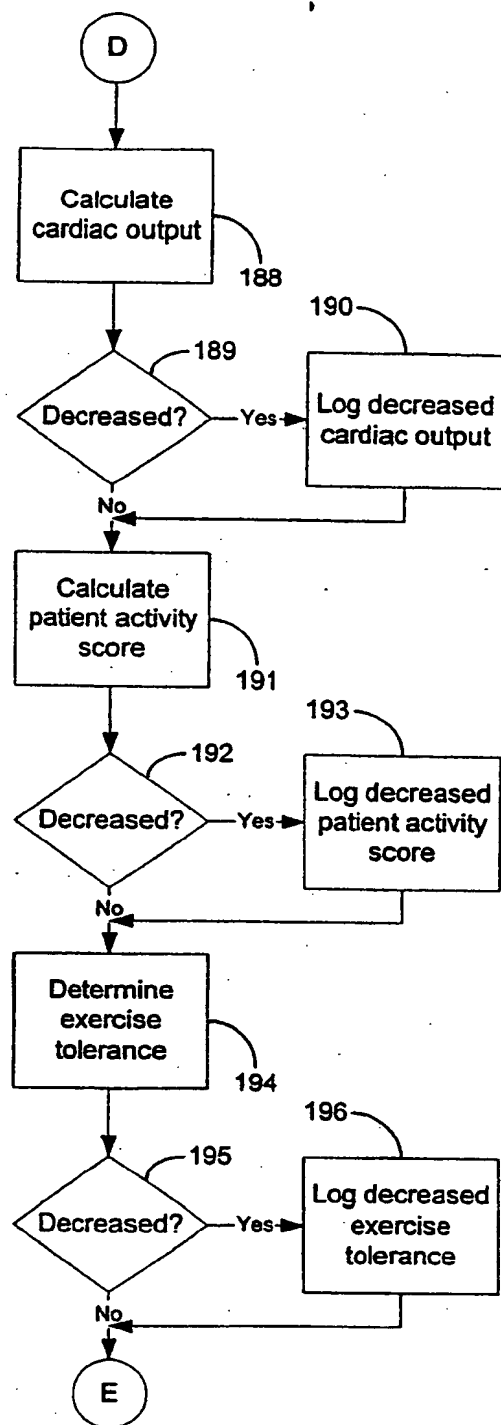 D
Calculate
cardiac output
188
189
190
Decreased?
Yes
Log decreased
cardiac output
No
Calculate
patient activity
score
191
192
193
Decreased?
Yes
Log decreased
patient activity
score
No
Determine
exercise
tolerance
194
195
196
Decreased?
Yes
Log decreased
exercise
tolerance
No
E